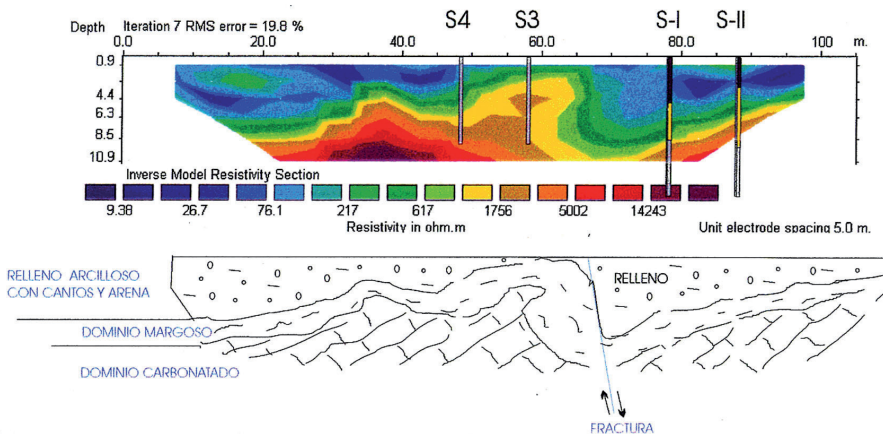 S4 S3 S-I S-II
Depth Iteration 7 RMS error = 19.8 %
0.0 20.0 40.0 60.0 80.0 100 m.
0.9
4.4
6.3
8.5
10.9
Inverse Model Resistivity Section
9.38 26.7 76.1 217 617 1756 5002 14243
Resistivity in ohm.m Unit electrode spacing 5.0 m.
RELLENO ARCILLOSO
CON CANTOS Y ARENA
RELLENO
DOMINIO MARGOSO
DOMINIO CARBONATADO
FRACTURA